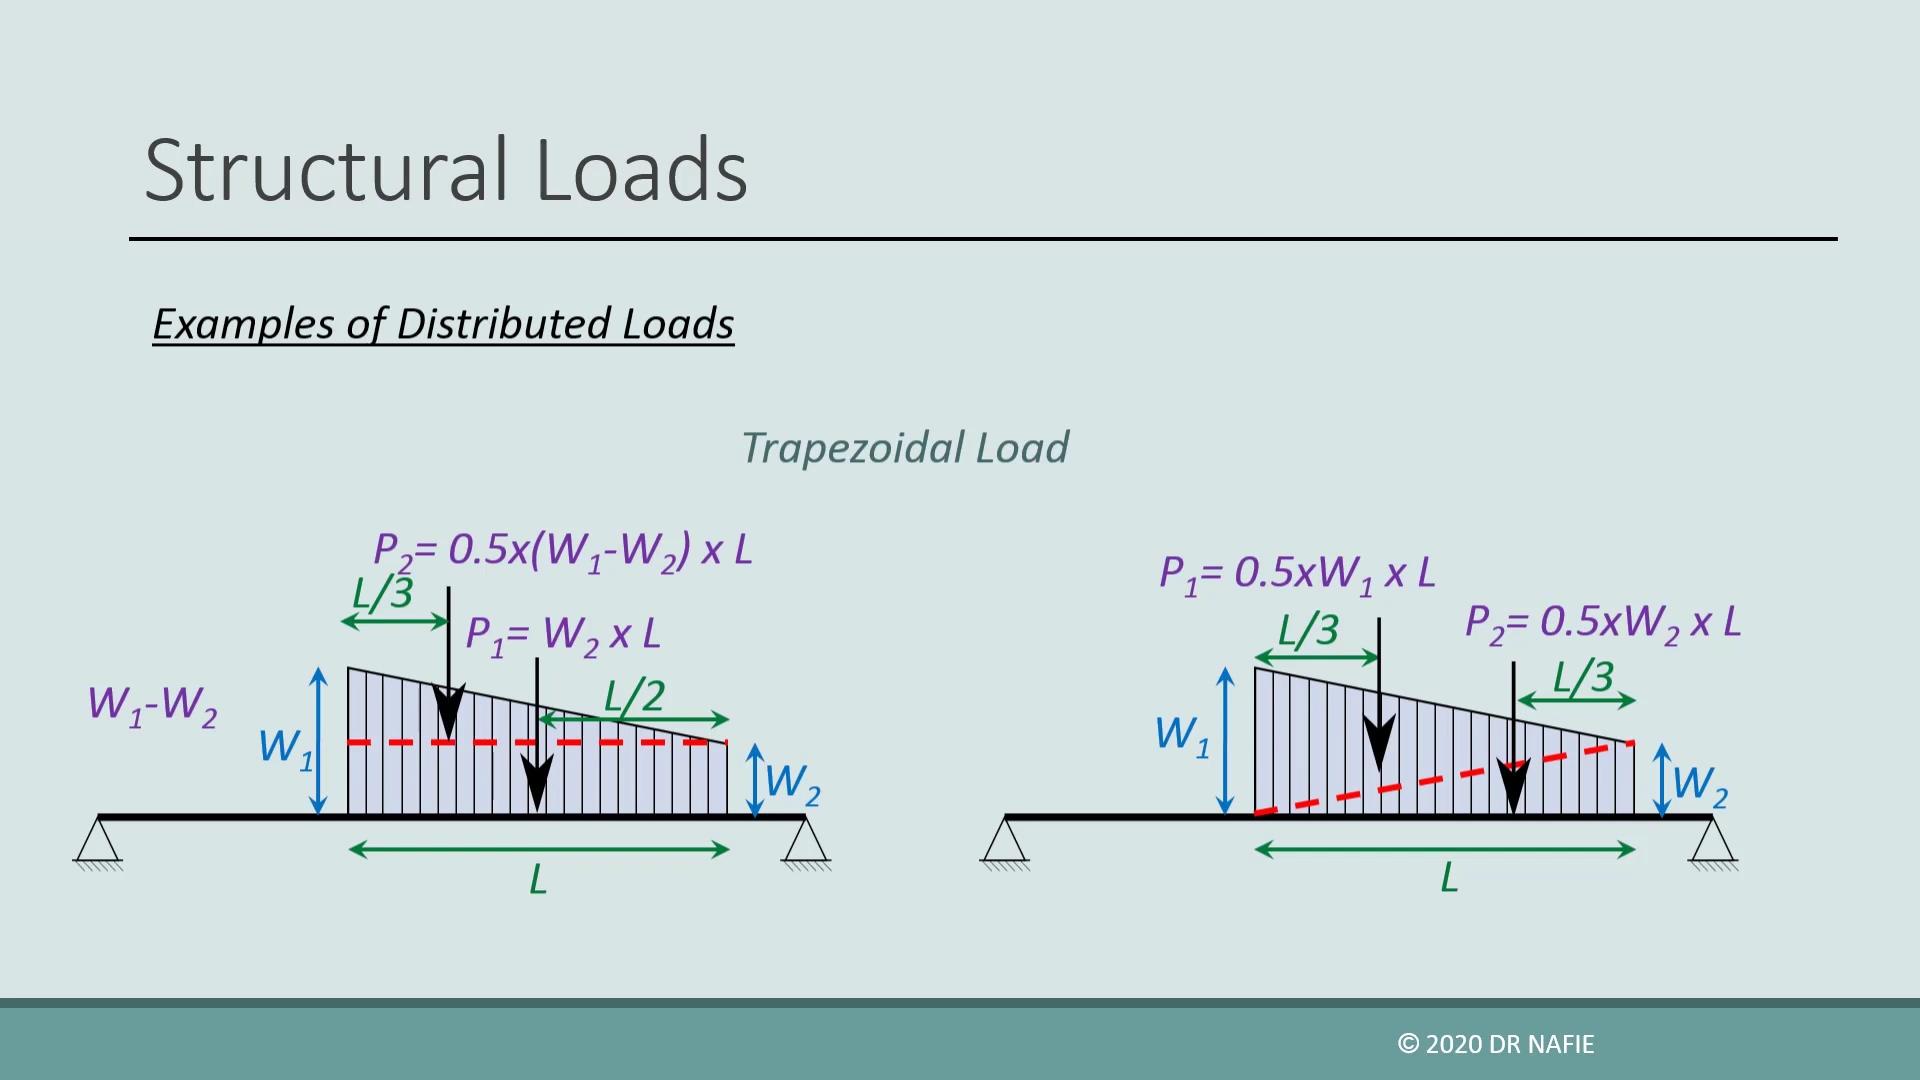 Structural Loads
Examples of Distributed Loads
Trapezoidal Load
P₂= 0.5x(W₁-W₂) x L
L/3
P₁= W₂ x L
L/2
W₁-W₂
W₁
W₂
L
P₁= 0.5xW₁ x L
P₂= 0.5xW₂ x L
L/3
L/3
W₁
W₂
L
© 2020 DR NAFIE